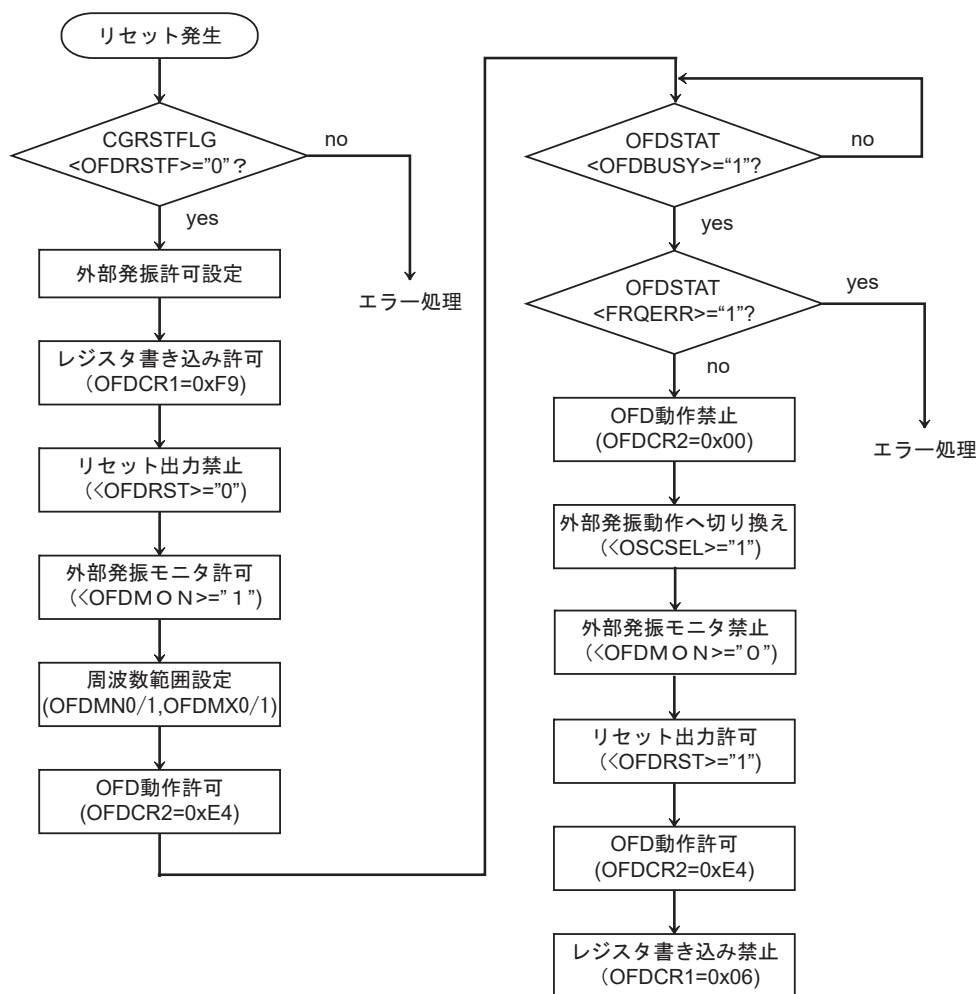 リセット発生
CGRSTFLG
<OFDRSTF>="0"?
no
yes
外部発振許可設定
エラー処理
レジスタ書き込み許可
(OFDCR1=0xF9)
リセット出力禁止
(<OFDRST>="0")
外部発振モニタ許可
(<OFDMON>="1")
周波数範囲設定
(OFDMN0/1,OFDMX0/1)
OFD動作許可
(OFDCR2=0xE4)
OFDSTAT
<OFDBUSY>="1"?
no
yes
OFDSTAT
<FRQERR>="1"?
yes
no
OFD動作禁止
(OFDCR2=0x00)
エラー処理
外部発振動作へ切り換え
(<OSCSEL>="1")
外部発振モニタ禁止
(<OFDMON>="0")
リセット出力許可
(<OFDRST>="1")
OFD動作許可
(OFDCR2=0xE4)
レジスタ書き込み禁止
(OFDCR1=0x06)